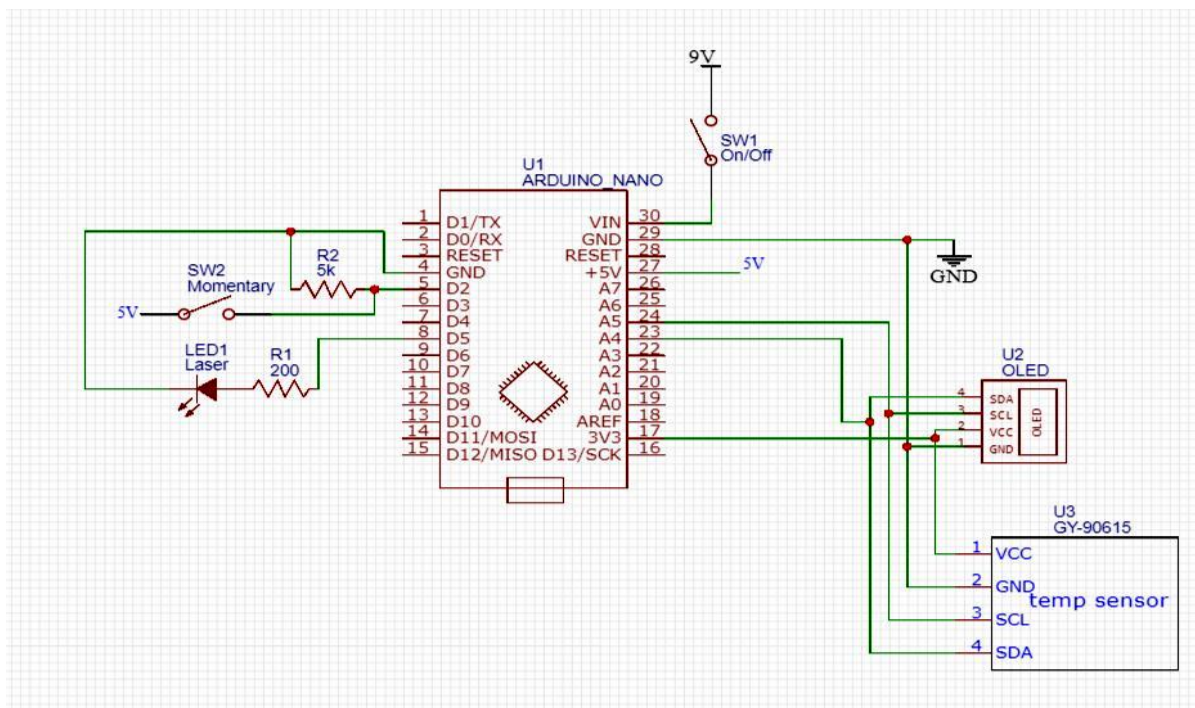 9V
SW1
On/Off
U1
ARDUINO_NANO
1 D1/TX VIN 30
2 D0/RX GND 29
3 RESET RESET 28
4 GND +5V 27
5 D2 A7 26
6 D3 A6 25
7 D4 A5 24
8 D5 A4 23
9 D6 A3 22
10 D7 A2 21
11 D8 A1 20
12 D9 A0 19
13 D10 AREF 18
14 D11/MOSI 3V3 17
15 D12/MISO D13/SCK 16
5V
GND
R2
5k
SW2
Momentary
5V
LED1
Laser
R1
200
U2
OLED
4 SDA
3 SCL
2 VCC
1 GND
OLED
U3
GY-90615
1 VCC
2 GND
temp sensor
3 SCL
4 SDA